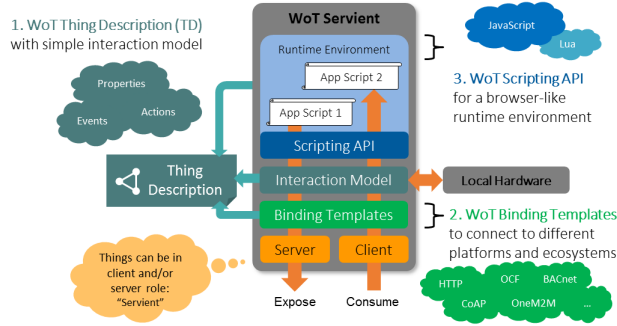 1. WoT Thing Description (TD)
with simple interaction model
Properties
Events
Actions
Thing
Description
Things can be in
client and/or
server role:
“Servient”
WoT Servient
Runtime Environment
App Script 2
App Script 1
Scripting API
Interaction Model
Binding Templates
Server
Client
Expose
Consume
JavaScript
Lua
3. WoT Scripting API
for a browser-like
runtime environment
Local Hardware
2. WoT Binding Templates
to connect to different
platforms and ecosystems
HTTP
OCF
BACnet
CoAP
OneM2M
...